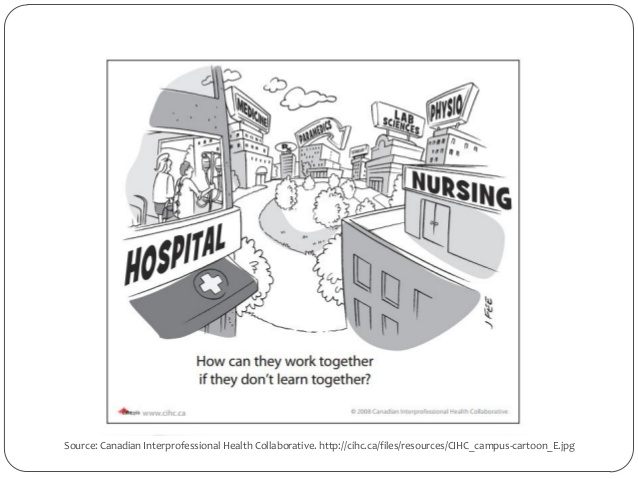 MEDICINE
PARAMEDICS
LAB
SCIENCES
PHYSIO
Rx
NURSING
HOSPITAL
J FEE
How can they work together
if they don't learn together?
www.cihc.ca
© 2008 Canadian Interprofessional Health Collaborative
Source: Canadian Interprofessional Health Collaborative. http://cihc.ca/files/resources/CIHC_campus-cartoon_E.jpg